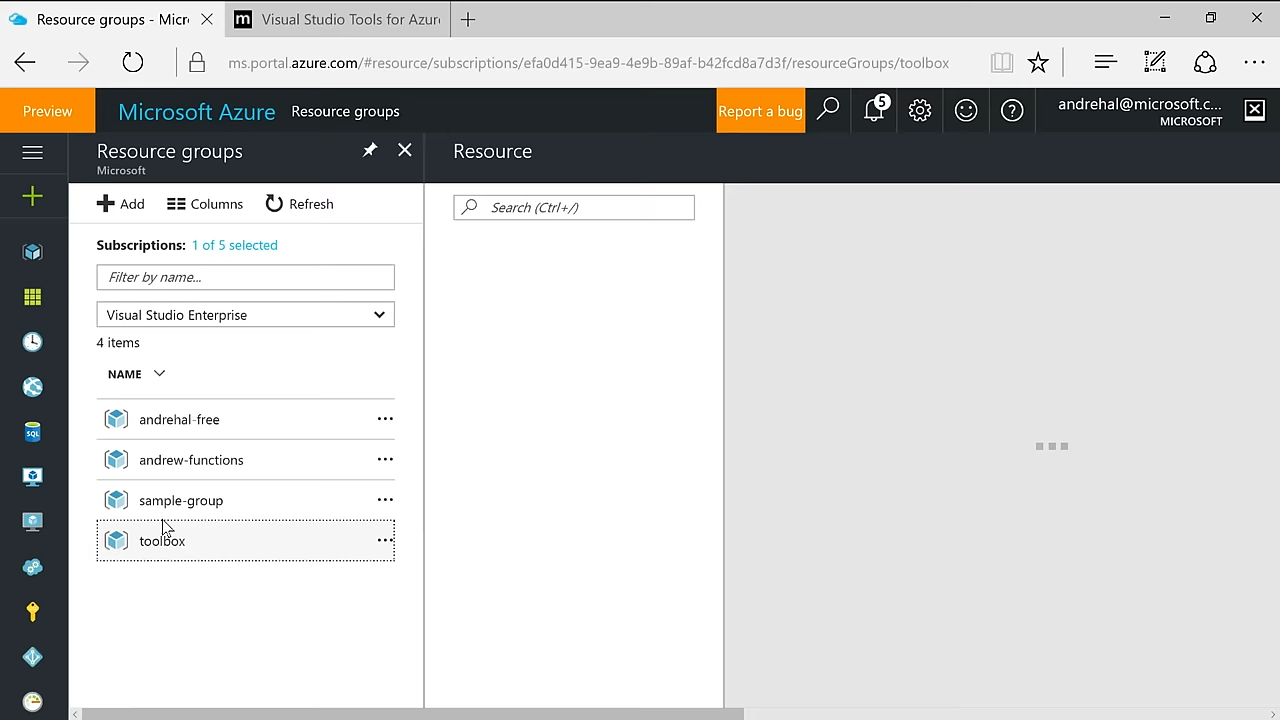 Resource groups - Micr
Visual Studio Tools for Azur
ms.portal.azure.com/#resource/subscriptions/efa0d415-9ea9-4e9b-89af-b42fcd8a7d3f/resourceGroups/toolbox
Preview
Microsoft Azure
Resource groups
Report a bug
5
andrehal@microsoft.c...
MICROSOFT
Resource groups
Microsoft
Resource
Add
Columns
Refresh
Search (Ctrl+/)
Subscriptions: 1 of 5 selected
Filter by name...
Visual Studio Enterprise
4 items
NAME
andrehal-free
andrew-functions
sample-group
toolbox
SQL